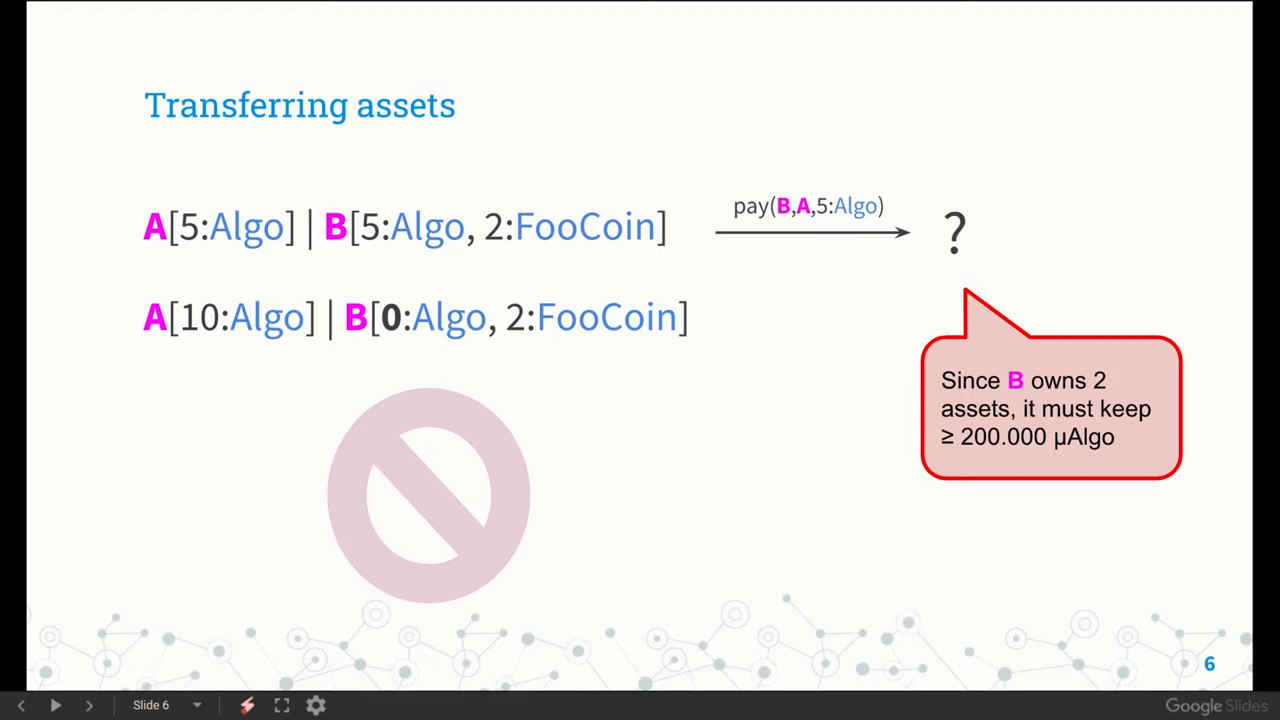 Transferring assets
A[5:Algo] | B[5:Algo, 2:FooCoin]
pay(B,A,5:Algo)
?
A[10:Algo] | B[0:Algo, 2:FooCoin]
Since B owns 2
assets, it must keep
≥ 200.000 µAlgo
6
Slide 6
Google Slides